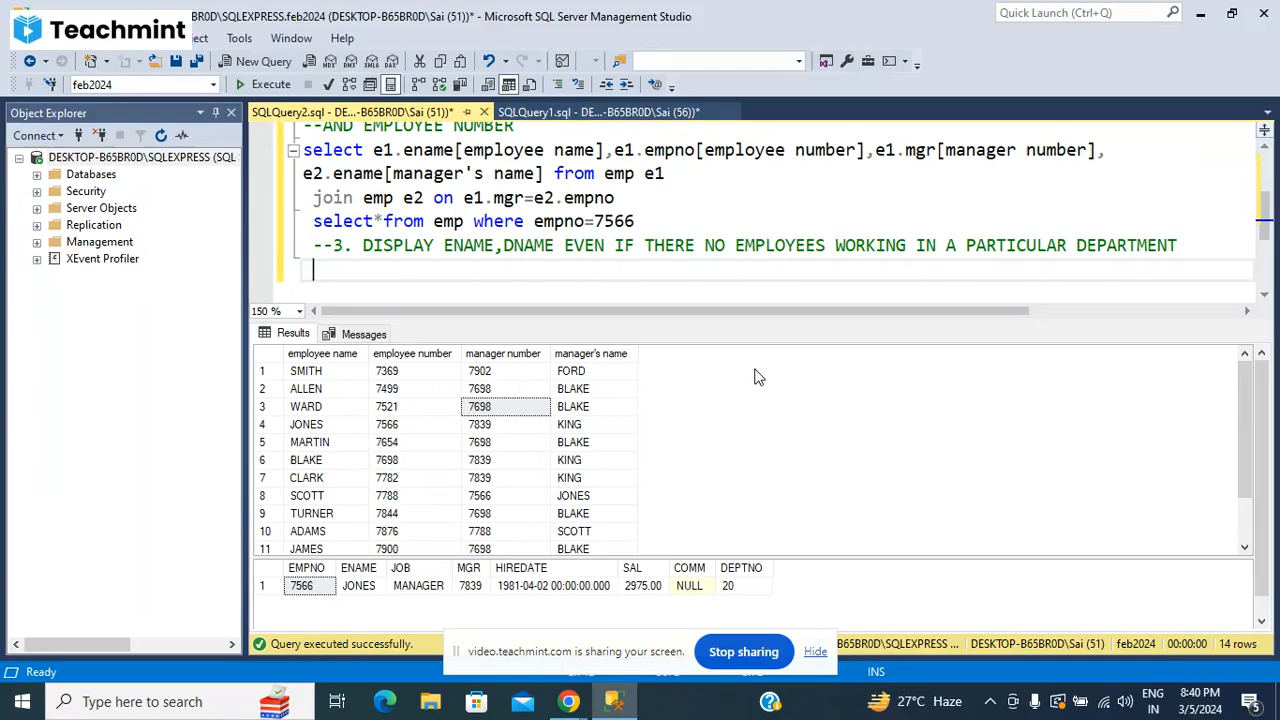 Teachmint
\SQLEXPRESS.feb2024 (DESKTOP-B65BR0D\Sai (51))* - Microsoft SQL Server Management Studio
Quick Launch (Ctrl+Q)
Tools Window Help
New Query
feb2024 Execute
Object Explorer
Connect
DESKTOP-B65BR0D\SQLEXPRESS (SQL
Databases
Security
Server Objects
Replication
Management
XEvent Profiler
SQLQuery2.sql - DE...-B65BR0D\Sai (51))* SQLQuery1.sql - DE...-B65BR0D\Sai (56))*
--AND EMPLOYEE NUMBER
select e1.ename[employee name],e1.empno[employee number],e1.mgr[manager number],
e2.ename[manager's name] from emp e1
join emp e2 on e1.mgr=e2.empno
select*from emp where empno=7566
--3. DISPLAY ENAME,DNAME EVEN IF THERE NO EMPLOYEES WORKING IN A PARTICULAR DEPARTMENT
150 %
Results Messages
employee name employee number manager number manager's name
1 SMITH 7369 7902 FORD
2 ALLEN 7499 7698 BLAKE
3 WARD 7521 7698 BLAKE
4 JONES 7566 7839 KING
5 MARTIN 7654 7698 BLAKE
6 BLAKE 7698 7839 KING
7 CLARK 7782 7839 KING
8 SCOTT 7788 7566 JONES
9 TURNER 7844 7698 BLAKE
10 ADAMS 7876 7788 SCOTT
11 JAMES 7900 7698 BLAKE
EMPNO ENAME JOB MGR HIREDATE SAL COMM DEPTNO
1 7566 JONES MANAGER 7839 1981-04-02 00:00:00.000 2975.00 NULL 20
Query executed successfully.
B65BR0D\SQLEXPRESS ... DESKTOP-B65BR0D\Sai (51) feb2024 00:00:00 14 rows
video.teachmint.com is sharing your screen. Stop sharing Hide
Ready
INS
Type here to search
27°C Haze
ENG
IN
8:40 PM
3/5/2024
5